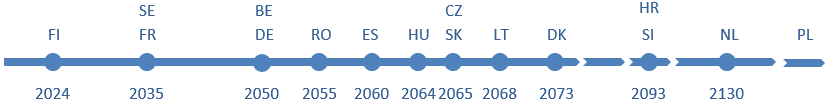 SE BE CZ HR
FI FR DE RO ES HU SK LT DK SI NL PL
2024 2035 2050 2055 2060 2064 2065 2068 2073 2093 2130